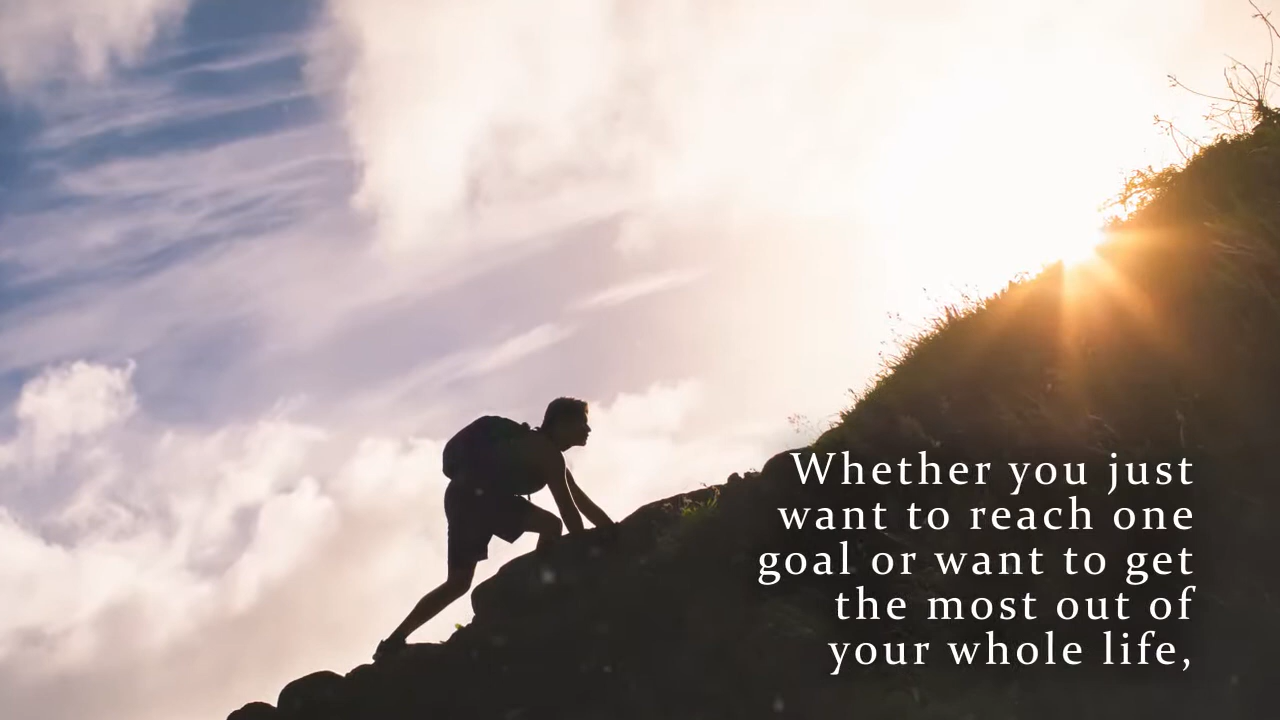 Whether you just
want to reach one
goal or want to get
the most out of
your whole life,